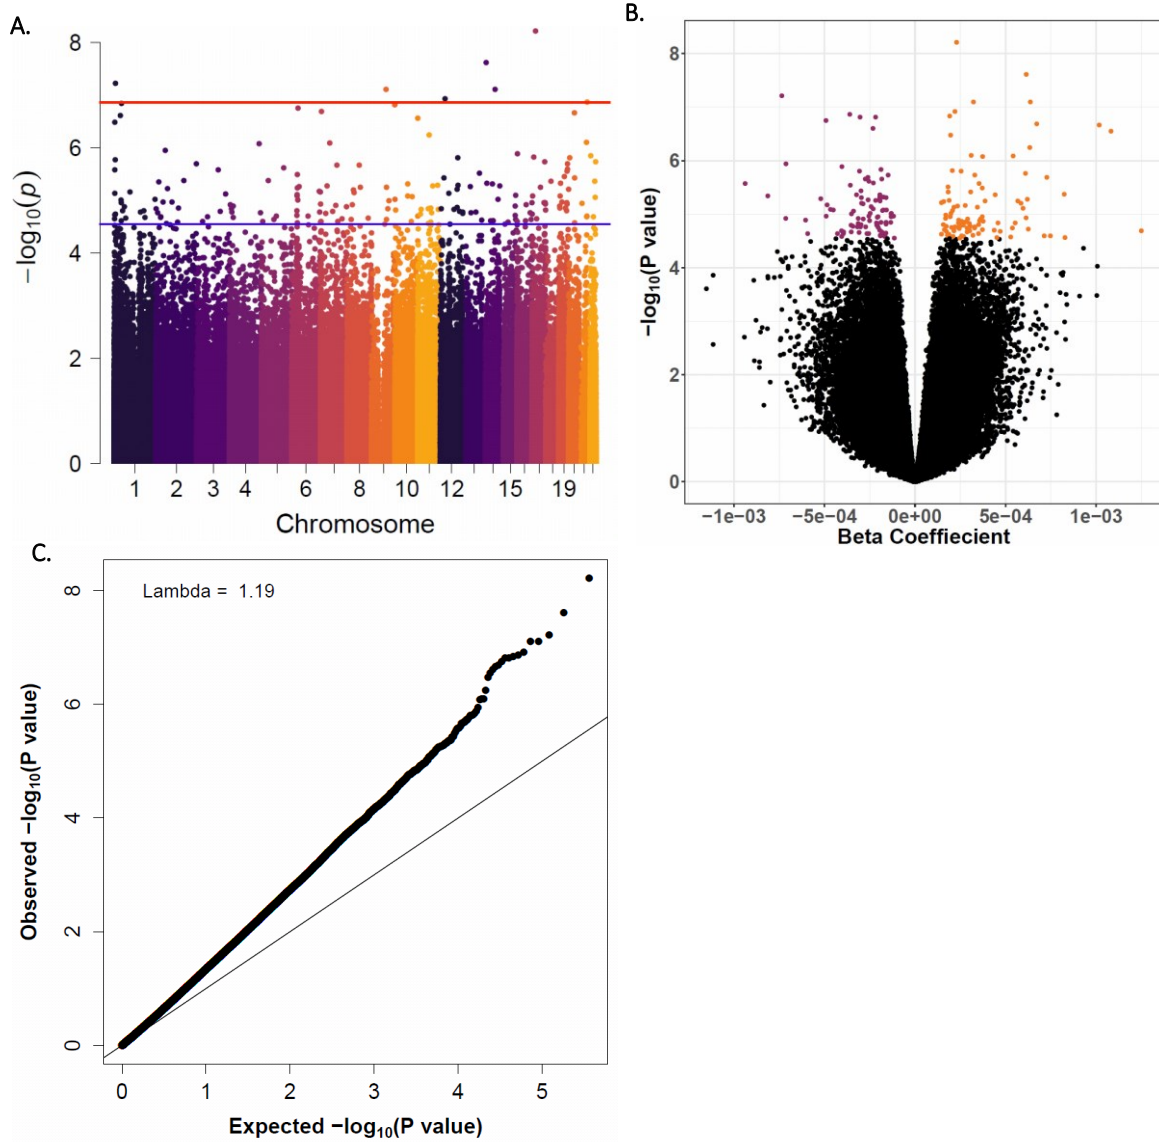 A.
8
6
4
2
0
−log10(p)
1 2 3 4 6 8 10 12 15 19
Chromosome
B.
8
6
4
2
0
−log10(P value)
−1e−03 −5e−04 0e+00 5e−04 1e−03
Beta Coeffiecient
C.
Lambda = 1.19
8
6
4
2
0
Observed −log10(P value)
0 1 2 3 4 5
Expected −log10(P value)